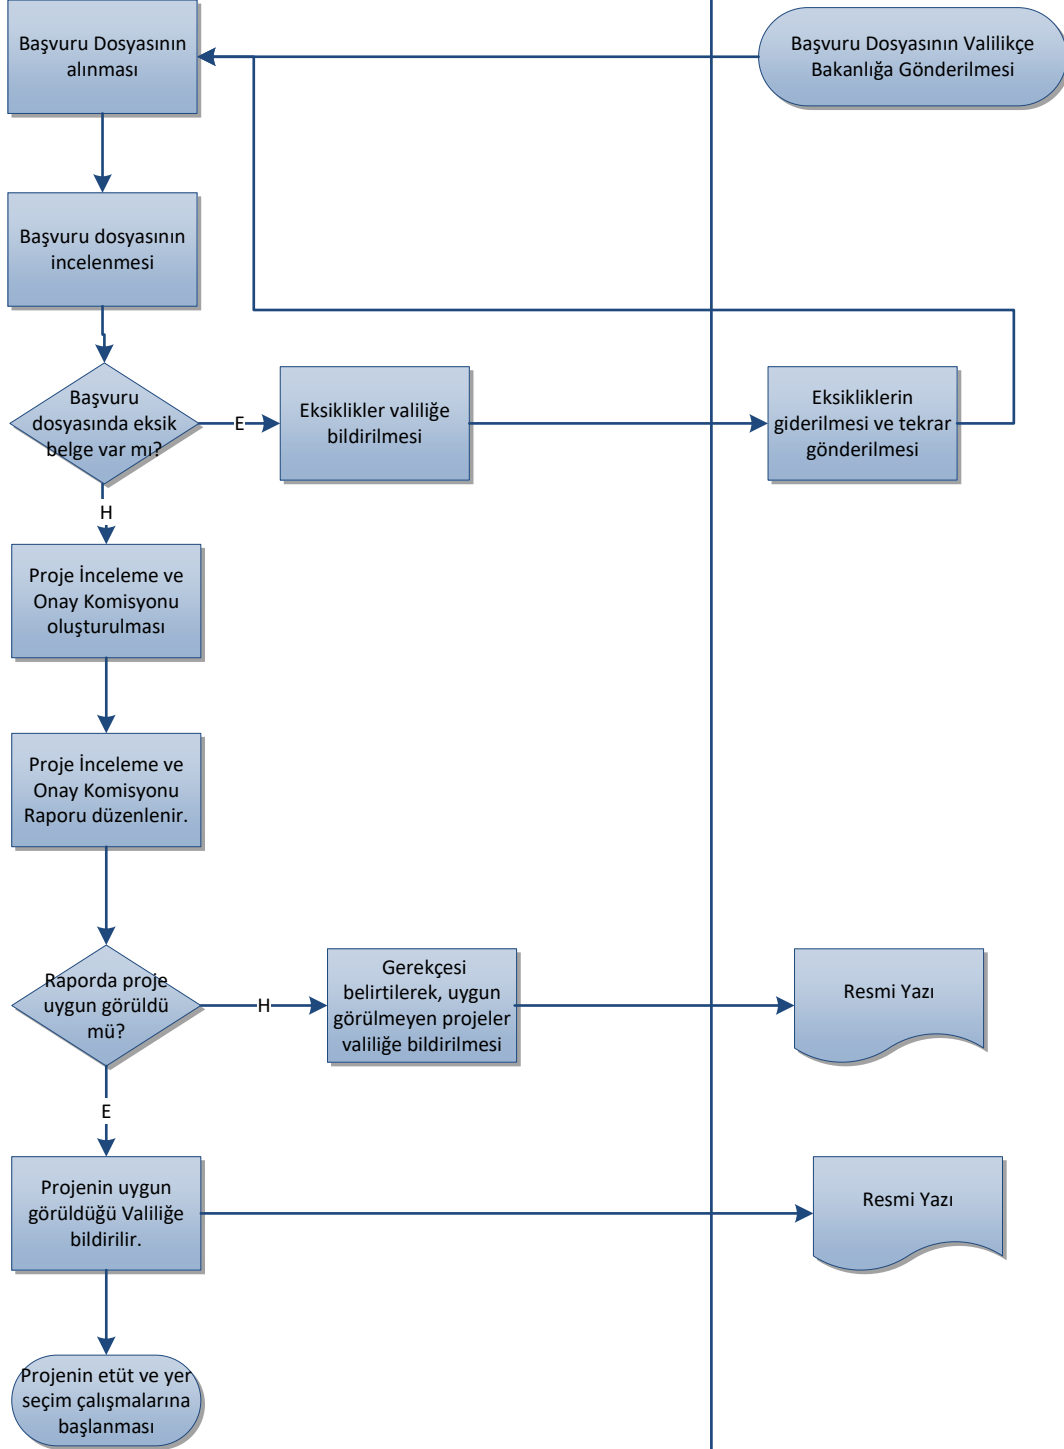 Başvuru Dosyasının
alınması
Başvuru Dosyasının Valilikçe
Bakanlığa Gönderilmesi
Başvuru dosyasının
incelenmesi
Başvuru
dosyasında eksik
belge var mı?
E
Eksiklikler valiliğe
bildirilmesi
Eksikliklerin
giderilmesi ve tekrar
gönderilmesi
H
Proje İnceleme ve
Onay Komisyonu
oluşturulması
Proje İnceleme ve
Onay Komisyonu
Raporu düzenlenir.
Raporda proje
uygun görüldü
mü?
H
Gerekçesi
belirtilerek, uygun
görülmeyen projeler
valiliğe bildirilmesi
Resmi Yazı
E
Projenin uygun
görüldüğü Valiliğe
bildirilir.
Resmi Yazı
Projenin etüt ve yer
seçim çalışmalarına
başlanması